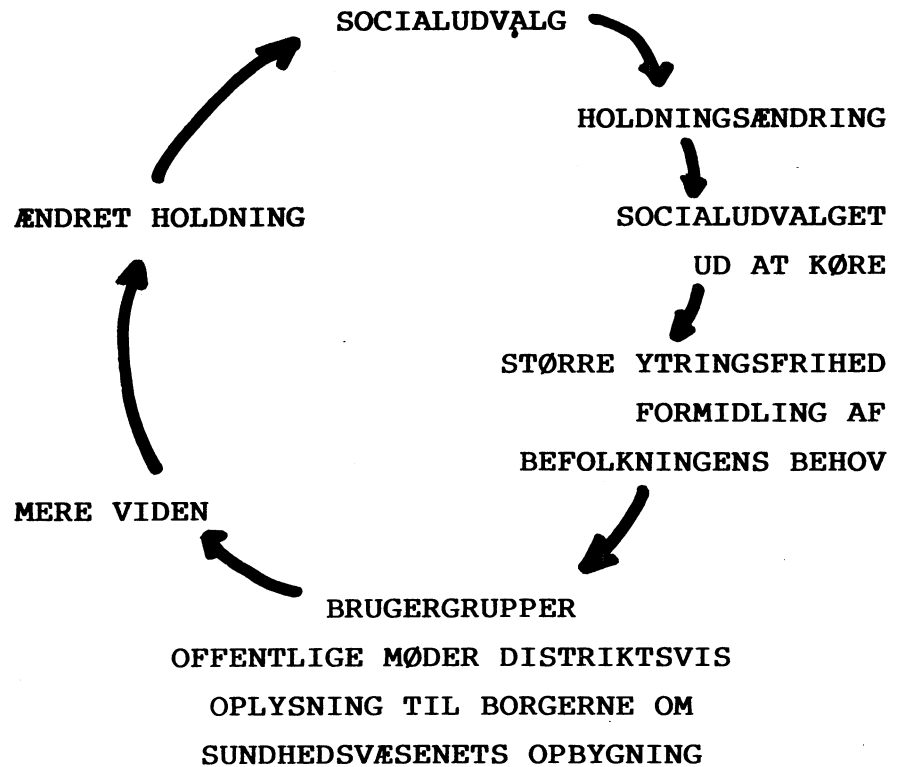 SOCIALUDVALG
HOLDNINGSÆNDRING
SOCIALUDVALGET
UD AT KØRE
STØRRE YTRINGSFRIHED
FORMIDLING AF
BEFOLKNINGENS BEHOV
BRUGERGRUPPER
OFFENTLIGE MØDER DISTRIKTSVIS
OPLYSNING TIL BORGERNE OM
SUNDHEDSVÆSENETS OPBYGNING
MERE VIDEN
ÆNDRET HOLDNING